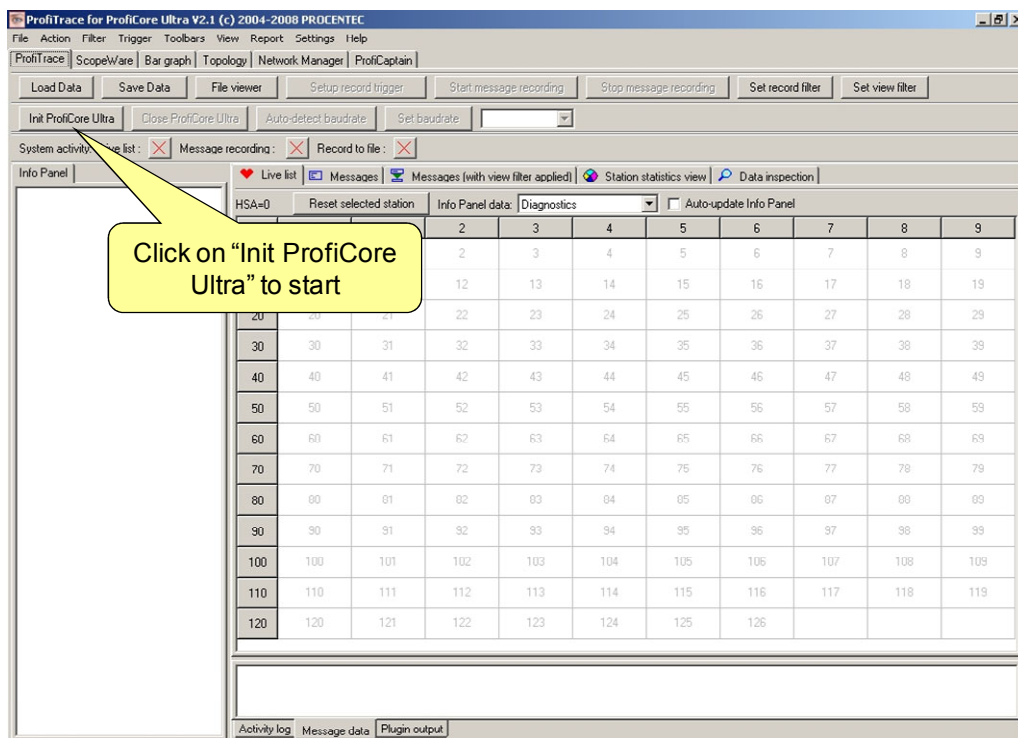 ProfiTrace for ProfiCore Ultra V2.1 (c) 2004-2008 PROCENTEC
File Action Filter Trigger Toolbars View Report Settings Help
ProfiTrace ScopeWare Bar graph Topology Network Manager ProfiCaptain
Load Data Save Data File viewer Setup record trigger Start message recording Stop message recording Set record filter Set view filter
Init ProfiCore Ultra Close ProfiCore Ultra Auto-detect baudrate Set baudrate
System activity: live list : Message recording : Record to file :
Info Panel Live list Messages Messages (with view filter applied) Station statistics view Data inspection
HSA=0 Reset selected station Info Panel data: Diagnostics Auto-update Info Panel
2 3 4 5 6 7 8 9
Click on “Init ProfiCore
Ultra” to start
2 3 4 5 6 7 8 9
12 13 14 15 16 17 18 19
20 20 21 22 23 24 25 26 27 28 29
30 30 31 32 33 34 35 36 37 38 39
40 40 41 42 43 44 45 46 47 48 49
50 50 51 52 53 54 55 56 57 58 59
60 60 61 62 63 64 65 66 67 68 69
70 70 71 72 73 74 75 76 77 78 79
80 80 81 82 83 84 85 86 87 88 89
90 90 91 92 93 94 95 96 97 98 99
100 100 101 102 103 104 105 106 107 108 109
110 110 111 112 113 114 115 116 117 118 119
120 120 121 122 123 124 125 126
Activity log Message data Plugin output